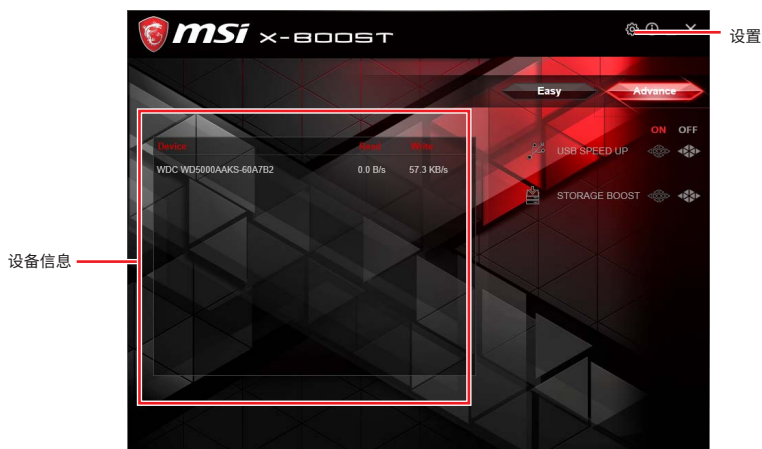 msi X-BOOST
设置
Easy
Advance
ON OFF
Device Read Write
USB SPEED UP
WDC WD5000AAKS-60A7B2 0.0 B/s 57.3 KB/s
STORAGE BOOST
设备信息